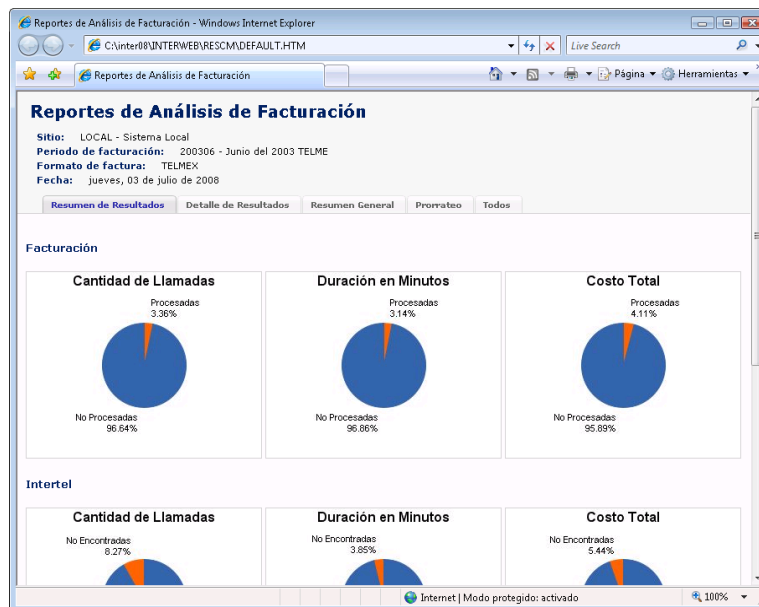 Reportes de Análisis de Facturación - Windows Internet Explorer
C:\inter08\INTERWEB\RESCM\DEFAULT.HTM
Live Search
Reportes de Análisis de Facturación
Página
Herramientas
Reportes de Análisis de Facturación
Sitio: LOCAL - Sistema Local
Periodo de facturación: 200306 - Junio del 2003 TELME
Formato de factura: TELMEX
Fecha: jueves, 03 de julio de 2008
Resumen de Resultados
Detalle de Resultados
Resumen General
Prorrateo
Todos
Facturación
Cantidad de Llamadas
Procesadas
3.36%
No Procesadas
96.64%
Duración en Minutos
Procesadas
3.14%
No Procesadas
96.86%
Costo Total
Procesadas
4.11%
No Procesadas
95.89%
Intertel
Cantidad de Llamadas
No Encontradas
8.27%
Duración en Minutos
No Encontradas
3.85%
Costo Total
No Encontradas
5.44%
Internet | Modo protegido: activado
100%